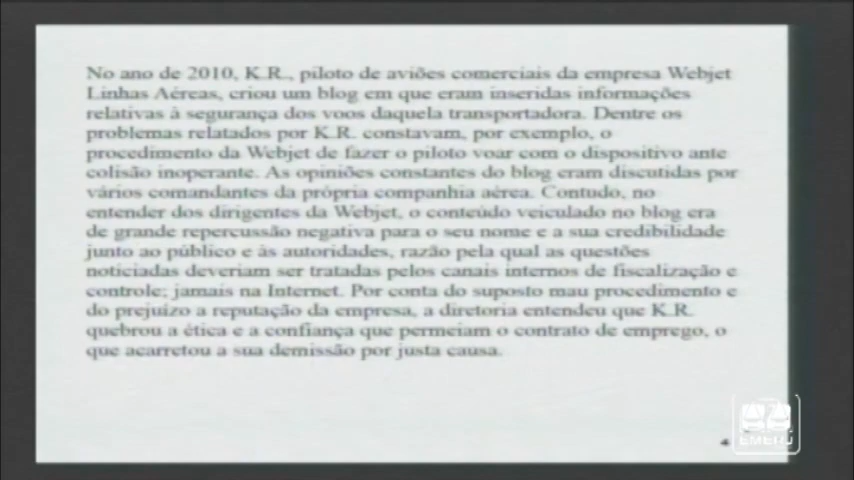 No ano de 2010, K.R., piloto de aviões comerciais da empresa Webjet
Linhas Aéreas, criou um blog em que eram inseridas informações
relativas à segurança dos voos daquela transportadora. Dentre os
problemas relatados por K.R. constavam, por exemplo, o
procedimento da Webjet de fazer o piloto voar com o dispositivo ante
colisão inoperante. As opiniões constantes do blog eram discutidas por
vários comandantes da própria companhia aérea. Contudo, no
entender dos dirigentes da Webjet, o conteúdo veiculado no blog era
de grande repercussão negativa para o seu nome e a sua credibilidade
junto ao público e às autoridades, razão pela qual as questões
noticiadas deveriam ser tratadas pelos canais internos de fiscalização e
controle; jamais na Internet. Por conta do suposto mau procedimento e
do prejuízo a reputação da empresa, a diretoria entendeu que K.R.
quebrou a ética e a confiança que permeiam o contrato de emprego, o
que acarretou a sua demissão por justa causa.
4
EMERJ